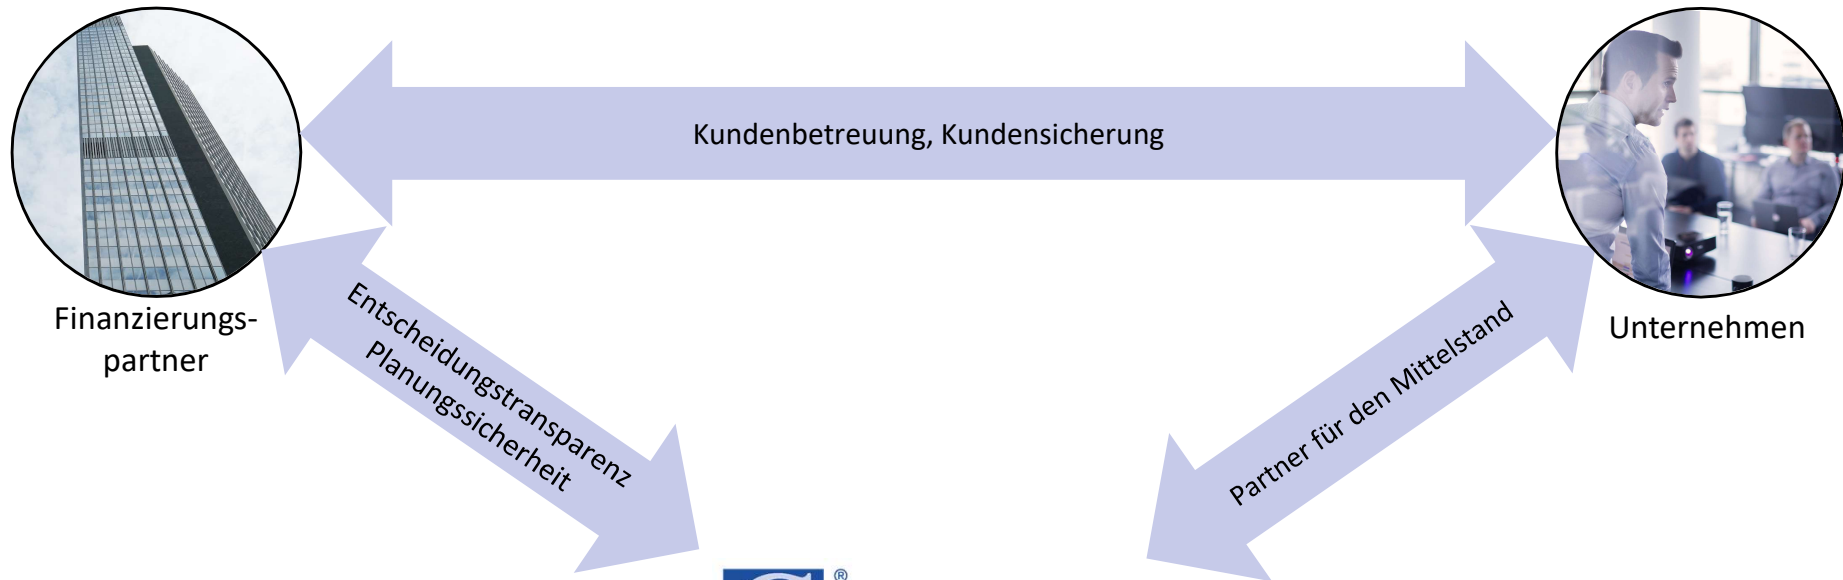 Kundenbetreuung, Kundensicherung
Finanzierungs-
partner
Unternehmen
Entscheidungstransparenz
Planungssicherheit
Partner für den Mittelstand
®